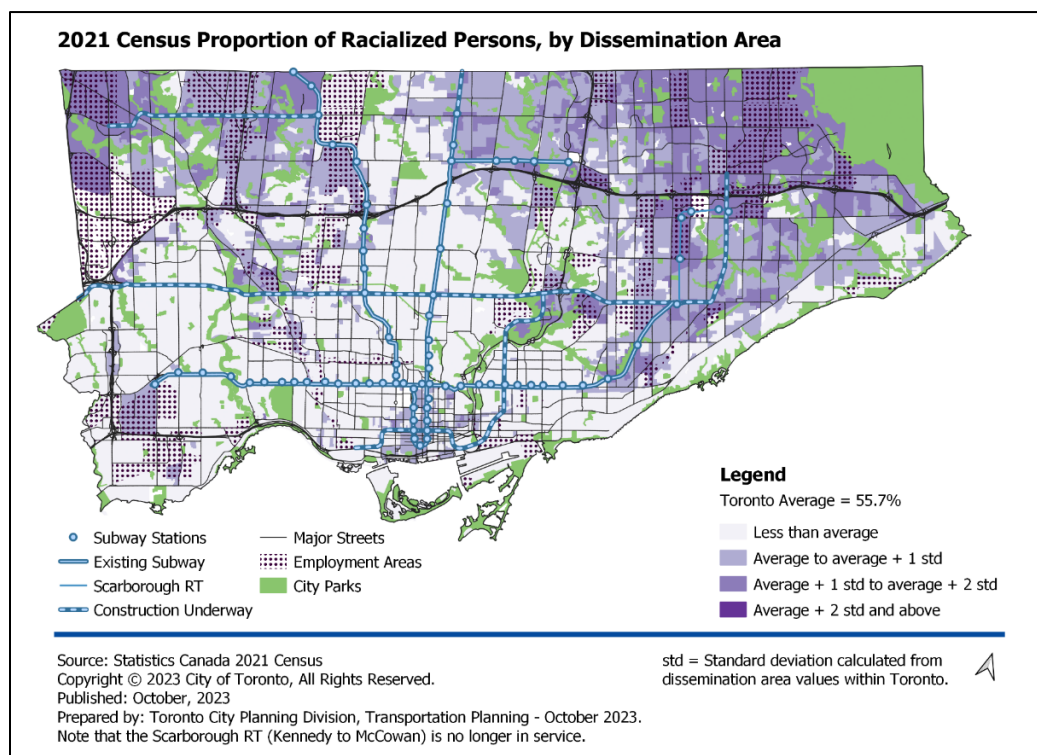 2021 Census Proportion of Racialized Persons, by Dissemination Area
Subway Stations
Existing Subway
Scarborough RT
Construction Underway
Major Streets
Employment Areas
City Parks
Legend
Toronto Average = 55.7%
Less than average
Average to average + 1 std
Average + 1 std to average + 2 std
Average + 2 std and above
Source: Statistics Canada 2021 Census
Copyright © 2023 City of Toronto, All Rights Reserved.
Published: October, 2023
Prepared by: Toronto City Planning Division, Transportation Planning - October 2023.
Note that the Scarborough RT (Kennedy to McCowan) is no longer in service.
std = Standard deviation calculated from
dissemination area values within Toronto.